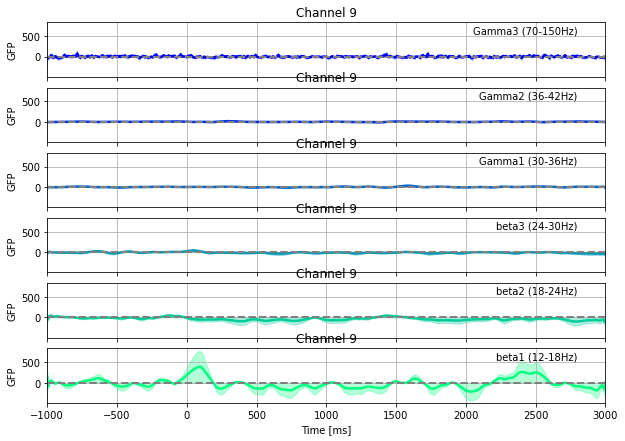 Channel 9
Gamma3 (70-150Hz)
500
0
GFP
Channel 9
Gamma2 (36-42Hz)
500
0
GFP
Channel 9
Gamma1 (30-36Hz)
500
0
GFP
Channel 9
beta3 (24-30Hz)
500
0
GFP
Channel 9
beta2 (18-24Hz)
500
0
GFP
Channel 9
beta1 (12-18Hz)
500
0
GFP
−1000 −500 0 500 1000 1500 2000 2500 3000
Time [ms]